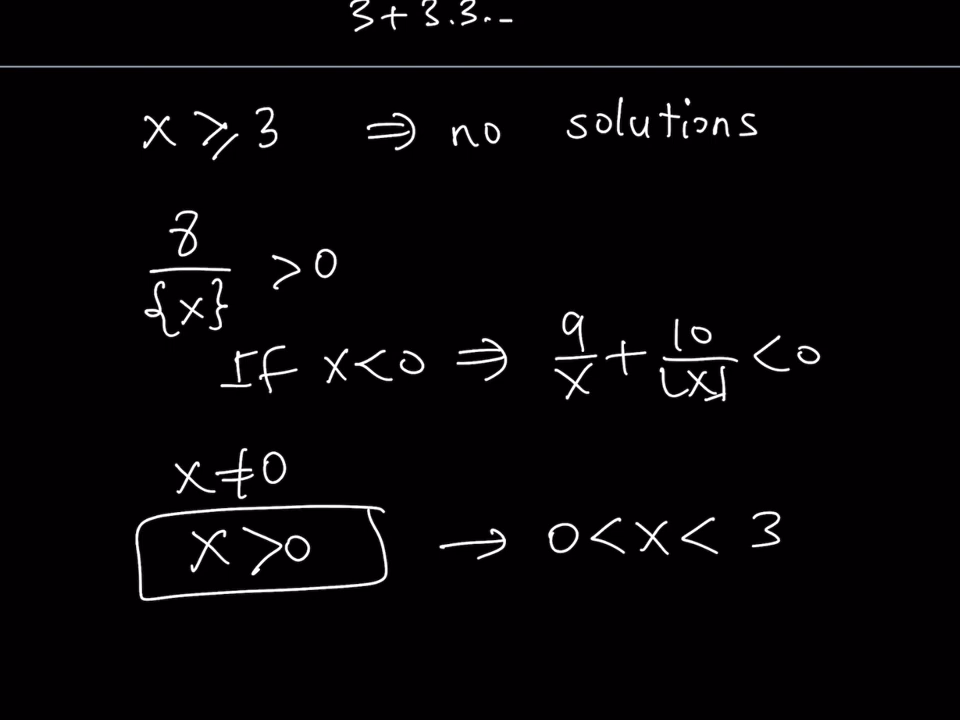 3 + 3.3...
x ⩾ 3 ⇒ no solutions
8/{x} > 0
If x < 0 ⇒ 9/x + 10/⌊x⌋ < 0
x ≠ 0
x > 0 → 0 < x < 3